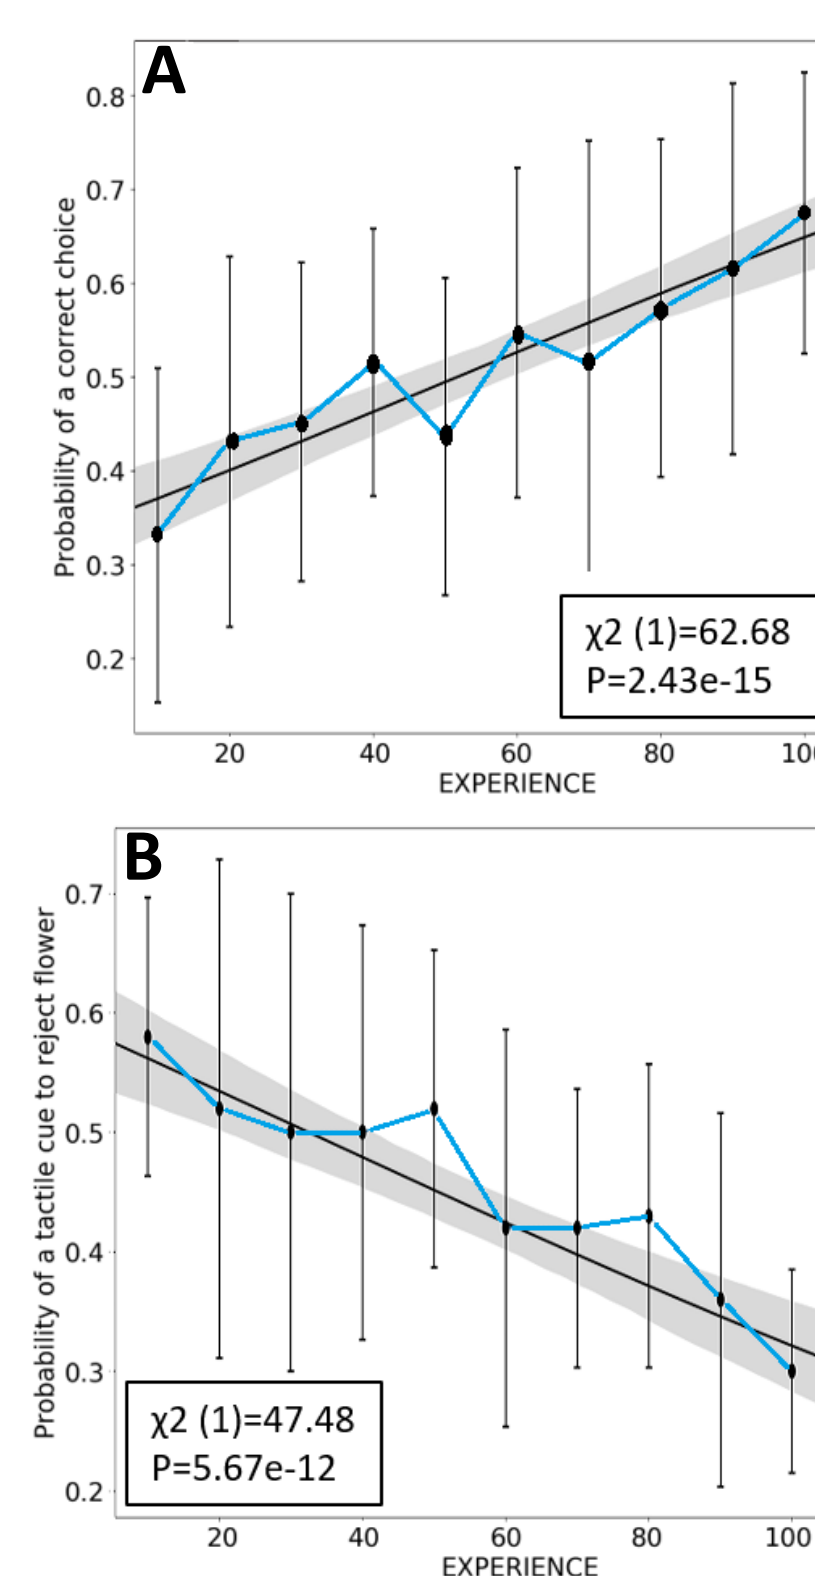 A
Probability of a correct choice
0.8
0.7
0.6
0.5
0.4
0.3
0.2
χ2 (1)=62.68
P=2.43e-15
20 40 60 80 10
EXPERIENCE
B
Probability of a tactile cue to reject flower
0.7
0.6
0.5
0.4
0.3
0.2
χ2 (1)=47.48
P=5.67e-12
20 40 60 80 100
EXPERIENCE